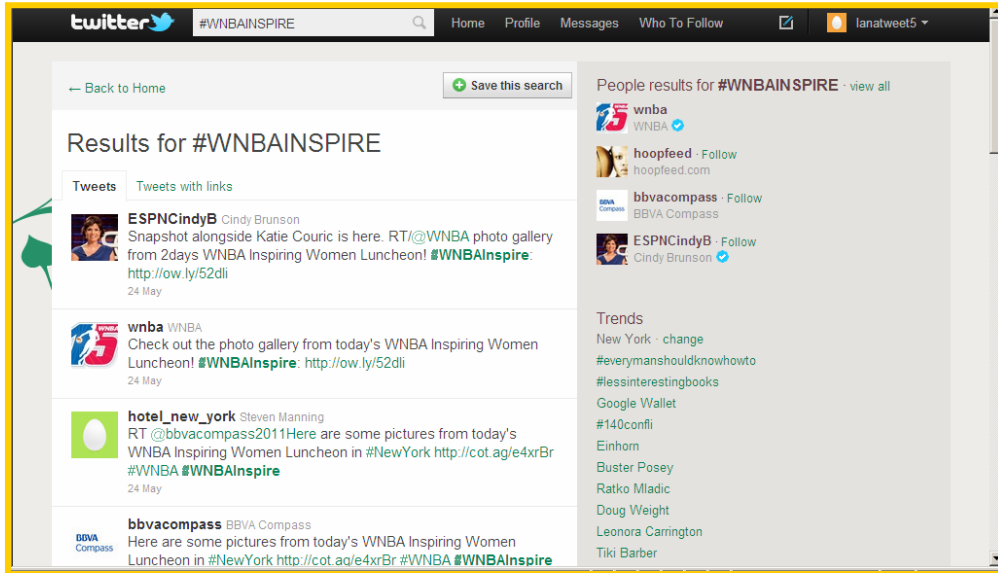 twitter
#WNBAINSPIRE
Home Profile Messages Who To Follow
lanatweet5
← Back to Home
Save this search
Results for #WNBAINSPIRE
Tweets Tweets with links
ESPNCindyB Cindy Brunson
Snapshot alongside Katie Couric is here. RT/@WNBA photo gallery
from 2days WNBA Inspiring Women Luncheon! #WNBAInspire:
http://ow.ly/52dli
24 May
wnba WNBA
Check out the photo gallery from today's WNBA Inspiring Women
Luncheon! #WNBAInspire: http://ow.ly/52dli
24 May
hotel_new_york Steven Manning
RT @bbvacompass2011Here are some pictures from today's
WNBA Inspiring Women Luncheon in #NewYork http://cot.ag/e4xrBr
#WNBA #WNBAInspire
24 May
BBVA
Compass
bbvacompass BBVA Compass
Here are some pictures from today's WNBA Inspiring Women
Luncheon in #NewYork http://cot.ag/e4xrBr #WNBA #WNBAInspire
People results for #WNBAINSPIRE · view all
wnba
WNBA
hoopfeed · Follow
hoopfeed.com
BBVA
Compass
bbvacompass · Follow
BBVA Compass
ESPNCindyB · Follow
Cindy Brunson
Trends
New York · change
#everymanshouldknowhowto
#lessinterestingbooks
Google Wallet
#140confli
Einhorn
Buster Posey
Ratko Mladic
Doug Weight
Leonora Carrington
Tiki Barber